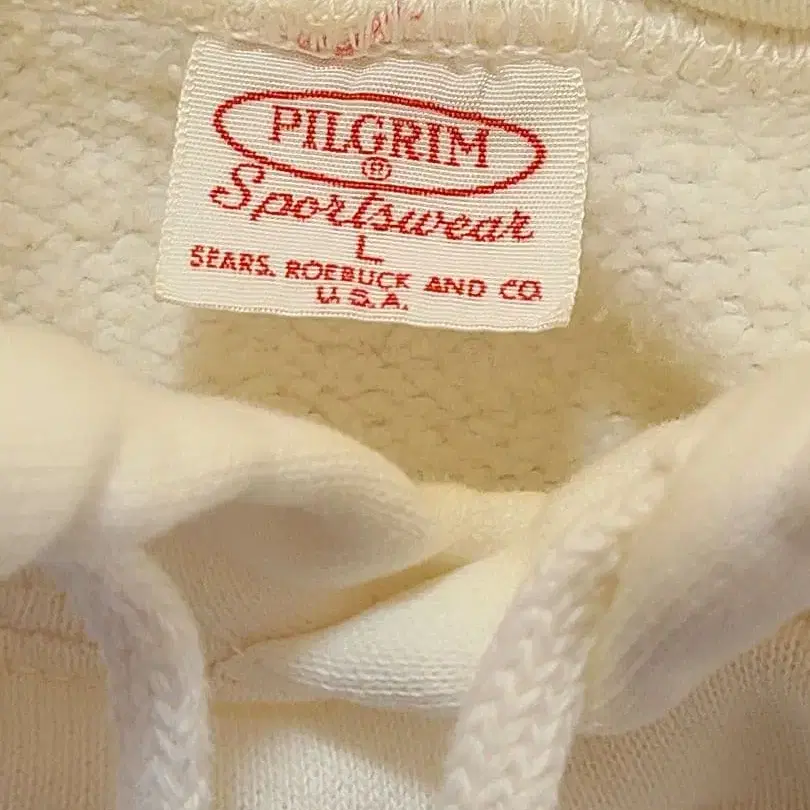 PILGRIM
®
Sportswear
L
SEARS, ROEBUCK AND CO.
U.S.A.